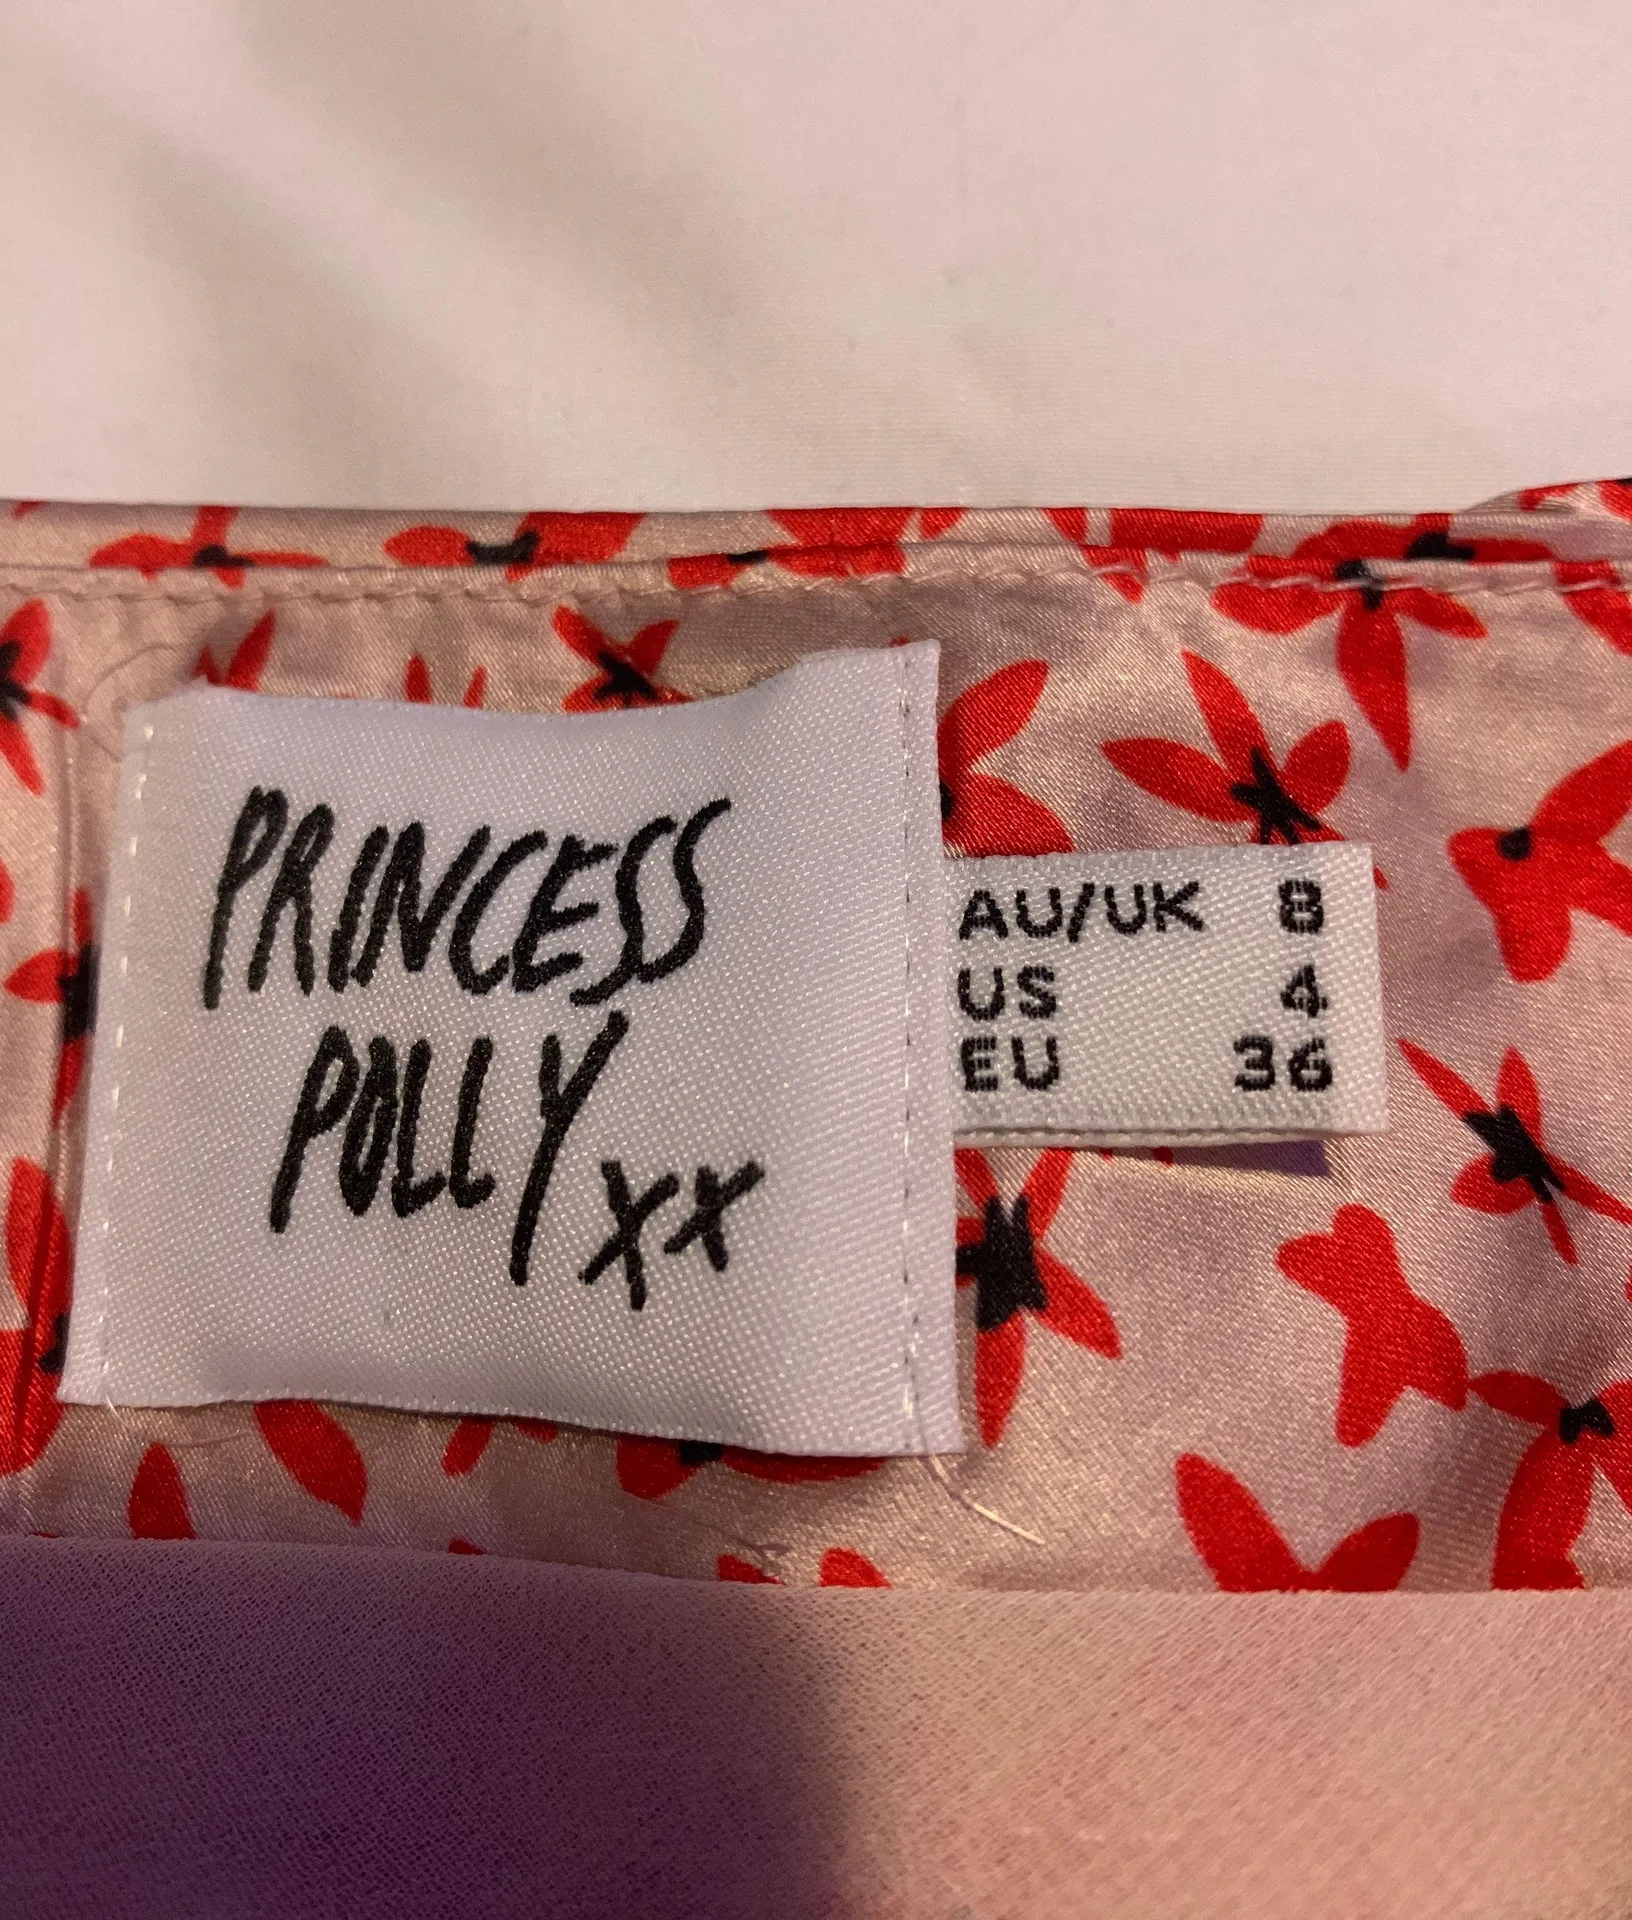 PRINCESS
POLLY xx
AU/UK 8
US 4
EU 36